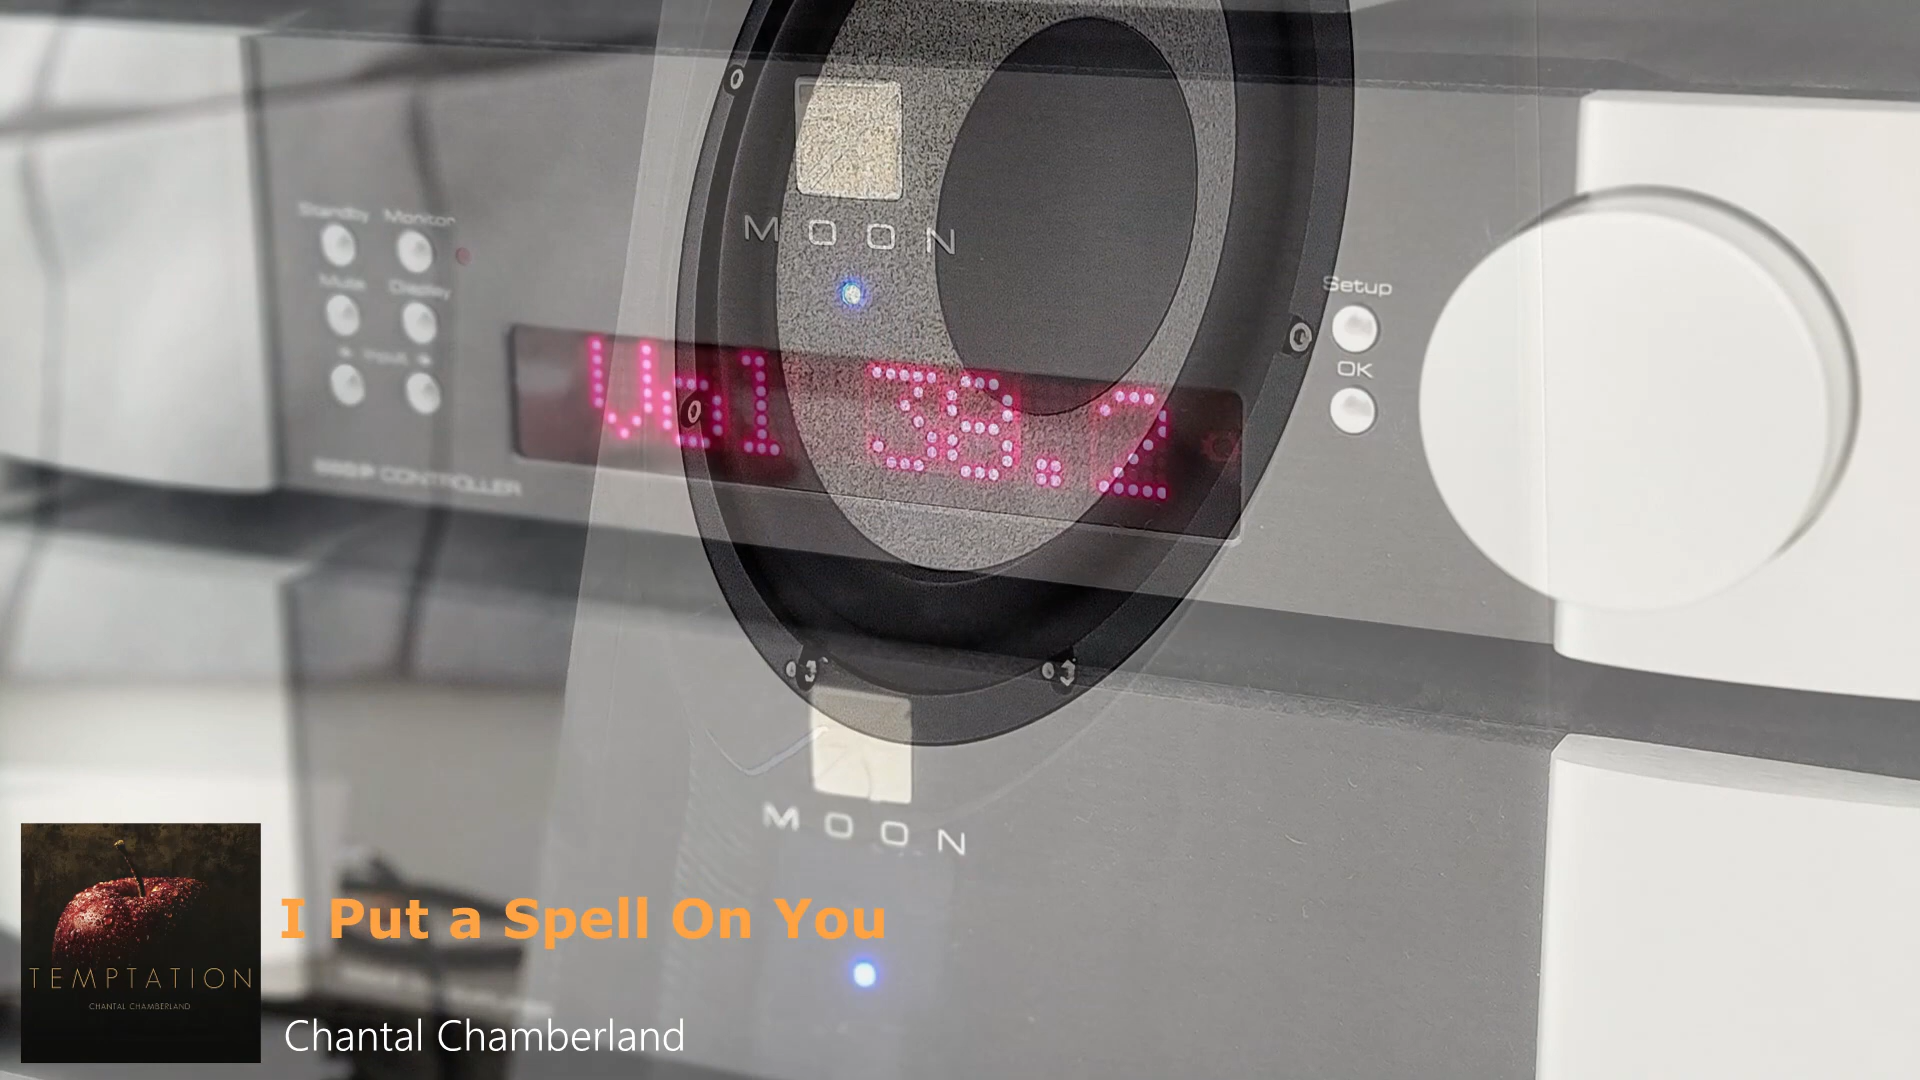 MOON
Standby Monitor
Mute Display
Input
Setup
OK
Vol 38.2
CONTROLLER
MOON
I Put a Spell On You
TEMPTATION
CHANTAL CHAMBERLAND
Chantal Chamberland